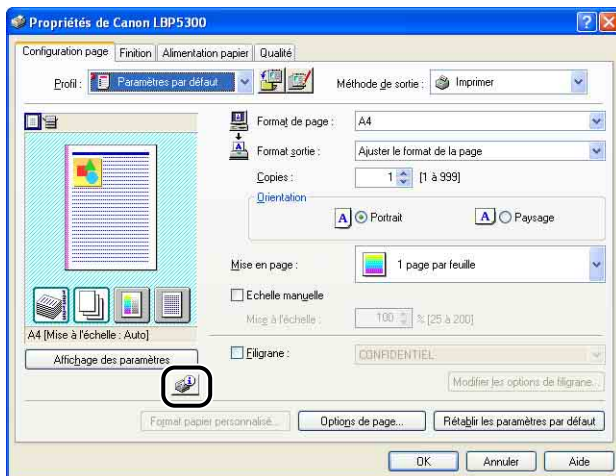 Propriétés de Canon LBP5300
Configuration page Finition Alimentation papier Qualité
Profil : Paramètres par défaut Méthode de sortie : Imprimer
Format de page : A4
Format sortie : Ajuster le format de la page
Copies : 1 [1 à 999]
Orientation
A Portrait A Paysage
Mise en page : 1 page par feuille
Echelle manuelle
Mise à l'échelle : 100 % [25 à 200]
A4 [Mise à l'échelle : Auto]
Affichage des paramètres
Filigrane : CONFIDENTIEL
Modifier les options de filigrane...
Format papier personnalisé... Options de page... Rétablir les paramètres par défaut
OK Annuler Aide